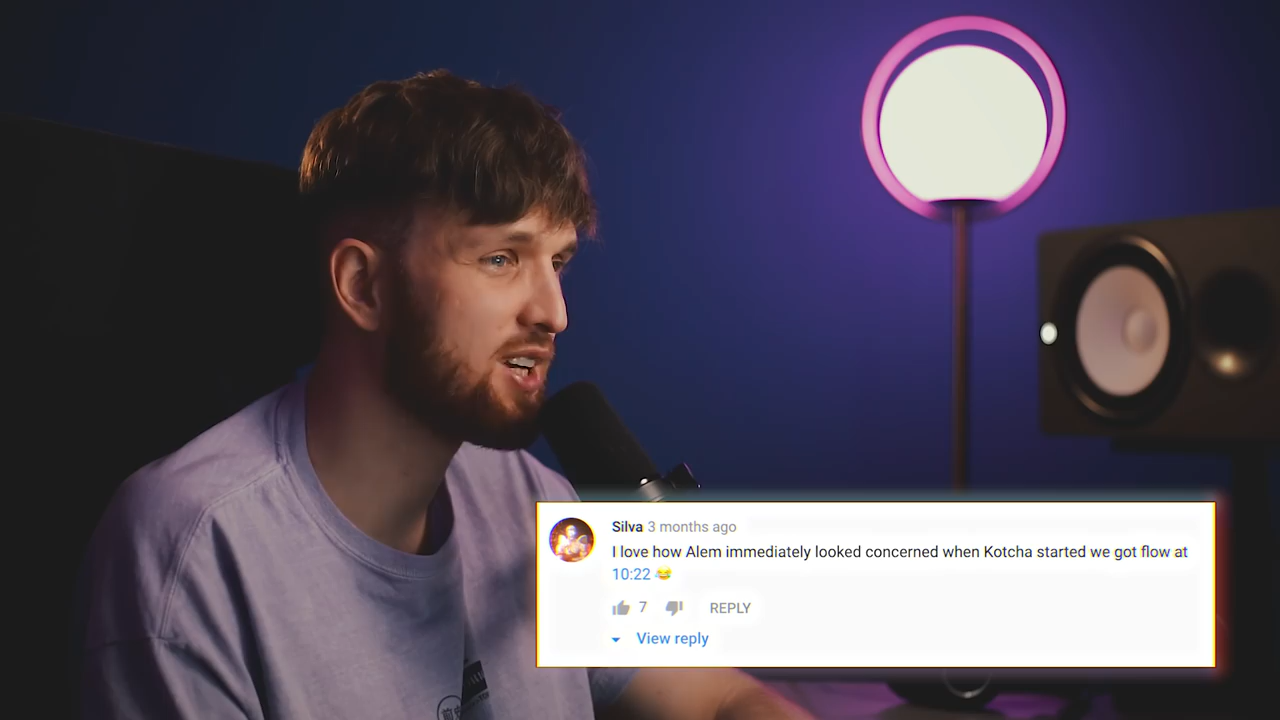 Silva 3 months ago
I love how Alem immediately looked concerned when Kotcha started we got flow at
10:22 😂
7 REPLY
View reply